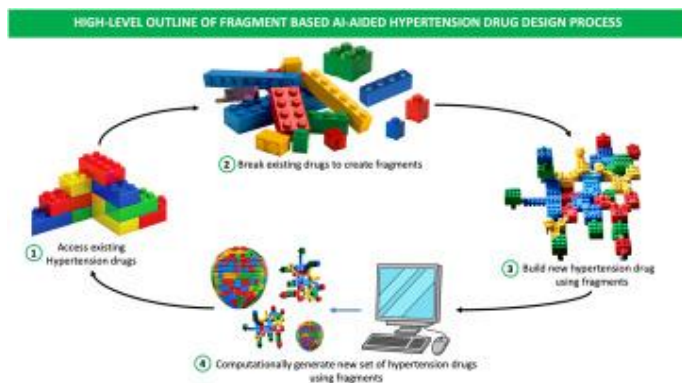 HIGH-LEVEL OUTLINE OF FRAGMENT BASED AI-AIDED HYPERTENSION DRUG DESIGN PROCESS
2 Break existing drugs to create fragments
1 Access existing
Hypertension drugs
3 Build new hypertension drug
using fragments
4 Computationally generate new set of hypertension drugs
using fragments